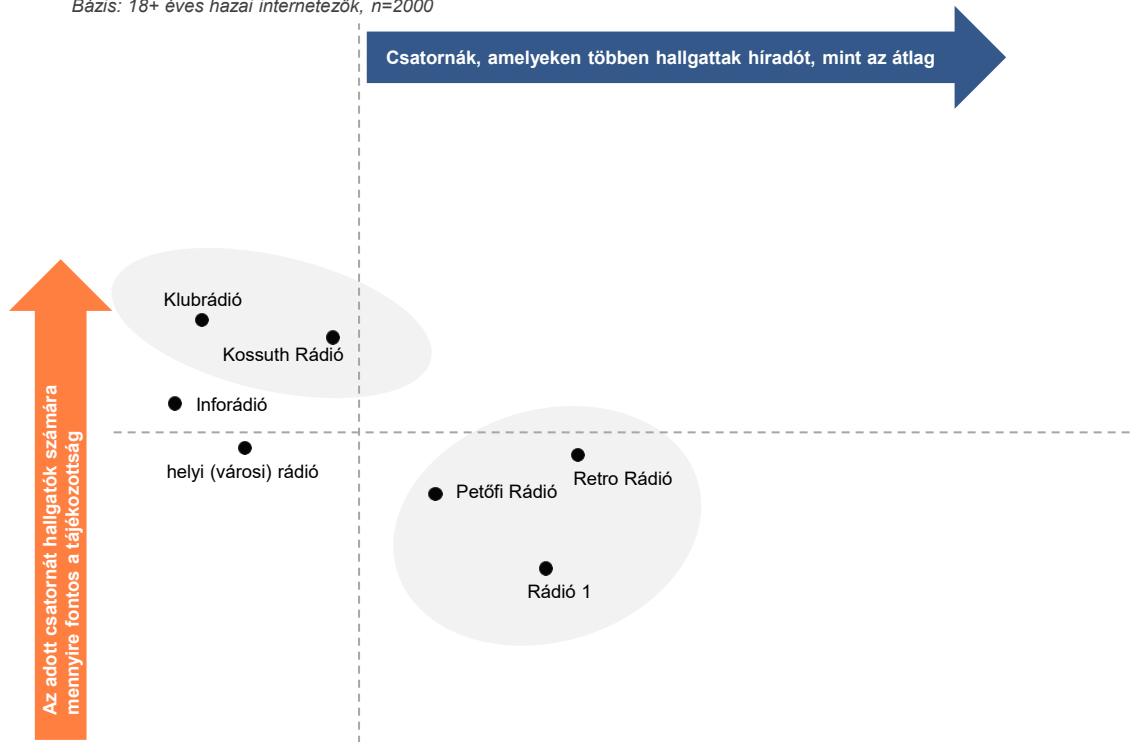 Bázis: 18+ éves hazai internetezők, n=2000
Csatornák, amelyeken többen hallgattak híradót, mint az átlag
Klubrádió
Kossuth Rádió
Inforádió
helyi (városi) rádió
Petőfi Rádió
Retro Rádió
Rádió 1
Az adott csatornát hallgatók számára
mennyire fontos a tájékozottság